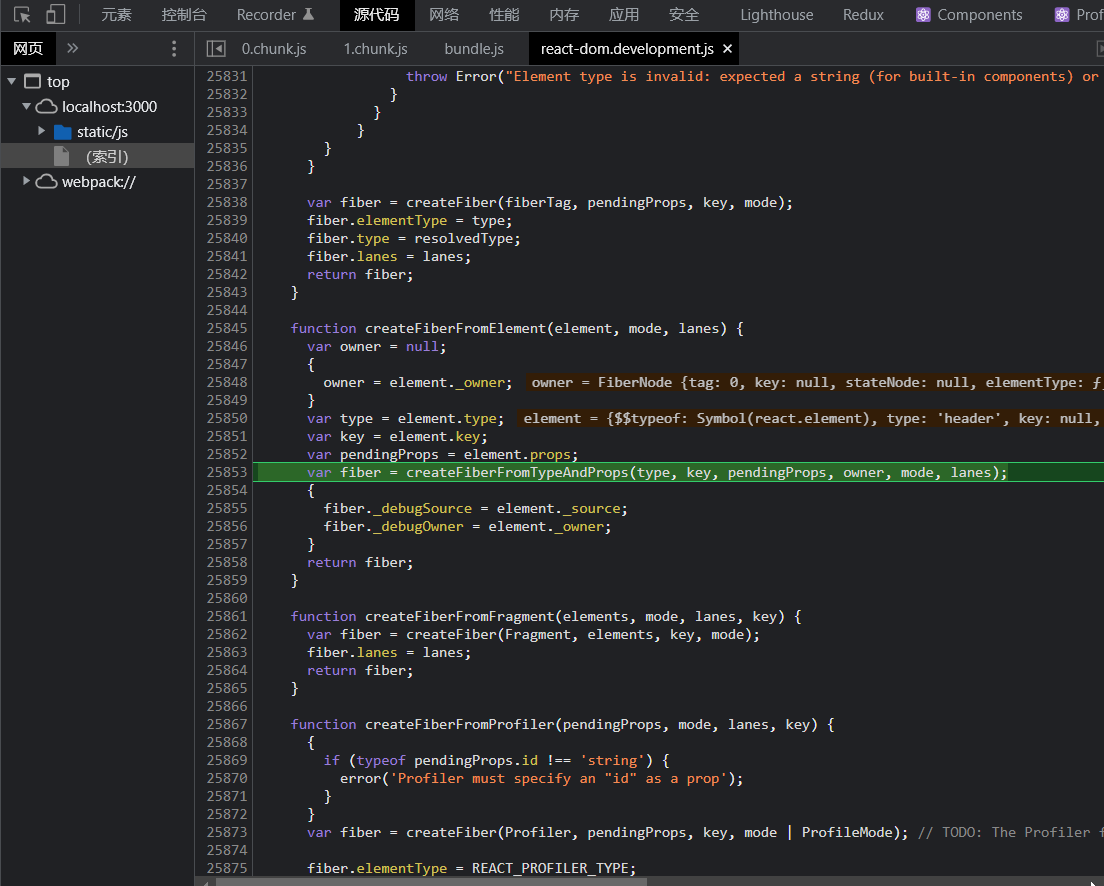 元素 控制台 Recorder 源代码 网络 性能 内存 应用 安全 Lighthouse Redux Components Prof
网页 » 0.chunk.js 1.chunk.js bundle.js react-dom.development.js ×
top
localhost:3000
static/js
(索引)
webpack://
25831 throw Error("Element type is invalid: expected a string (for built-in components) or
25832 }
25833 }
25834 }
25835 }
25836 }
25837
25838 var fiber = createFiber(fiberTag, pendingProps, key, mode);
25839 fiber.elementType = type;
25840 fiber.type = resolvedType;
25841 fiber.lanes = lanes;
25842 return fiber;
25843 }
25844
25845 function createFiberFromElement(element, mode, lanes) {
25846 var owner = null;
25847 {
25848 owner = element._owner; owner = FiberNode {tag: 0, key: null, stateNode: null, elementType: ƒ,
25849 }
25850 var type = element.type; element = {$$typeof: Symbol(react.element), type: 'header', key: null,
25851 var key = element.key;
25852 var pendingProps = element.props;
25853 var fiber = createFiberFromTypeAndProps(type, key, pendingProps, owner, mode, lanes);
25854 {
25855 fiber._debugSource = element._source;
25856 fiber._debugOwner = element._owner;
25857 }
25858 return fiber;
25859 }
25860
25861 function createFiberFromFragment(elements, mode, lanes, key) {
25862 var fiber = createFiber(Fragment, elements, key, mode);
25863 fiber.lanes = lanes;
25864 return fiber;
25865 }
25866
25867 function createFiberFromProfiler(pendingProps, mode, lanes, key) {
25868 {
25869 if (typeof pendingProps.id !== 'string') {
25870 error('Profiler must specify an "id" as a prop');
25871 }
25872 }
25873 var fiber = createFiber(Profiler, pendingProps, key, mode | ProfileMode); // TODO: The Profiler f
25874
25875 fiber.elementType = REACT_PROFILER_TYPE;